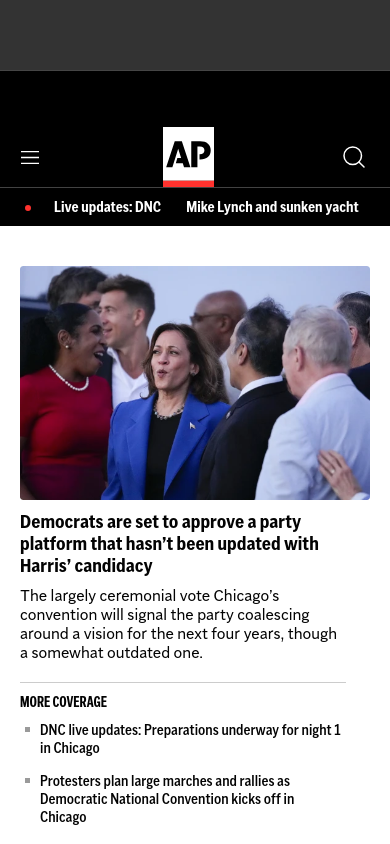 AP
Live updates: DNC Mike Lynch and sunken yacht
Democrats are set to approve a party
platform that hasn’t been updated with
Harris’ candidacy
The largely ceremonial vote Chicago’s
convention will signal the party coalescing
around a vision for the next four years, though
a somewhat outdated one.
MORE COVERAGE
DNC live updates: Preparations underway for night 1
in Chicago
Protesters plan large marches and rallies as
Democratic National Convention kicks off in
Chicago